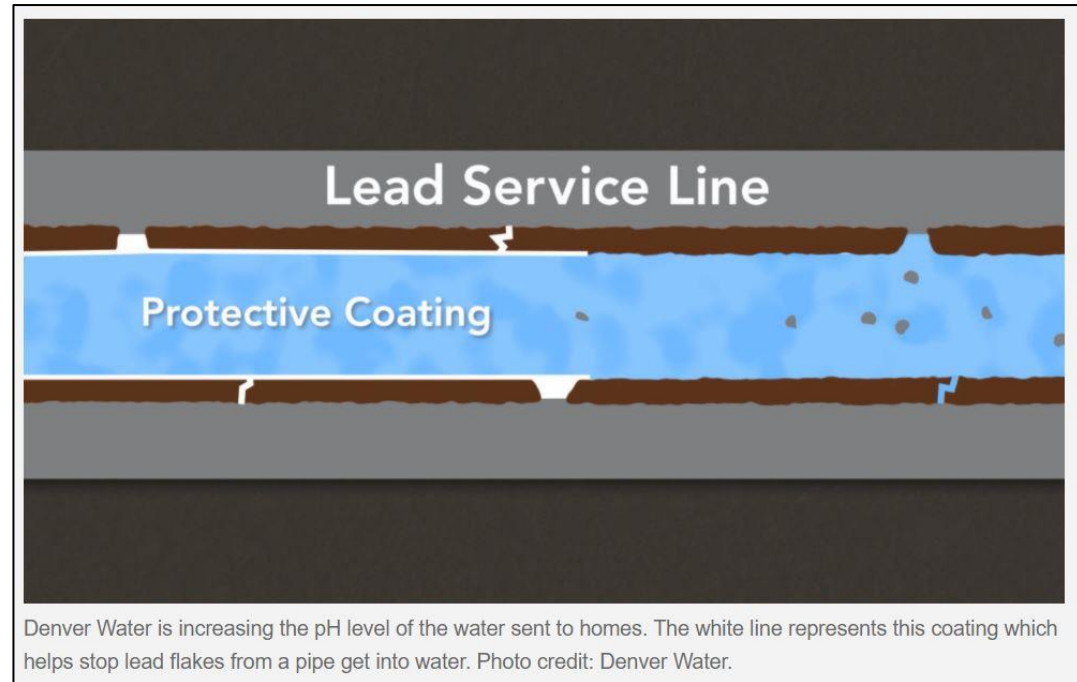 Lead Service Line
Protective Coating
Denver Water is increasing the pH level of the water sent to homes. The white line represents this coating which
helps stop lead flakes from a pipe get into water. Photo credit: Denver Water.